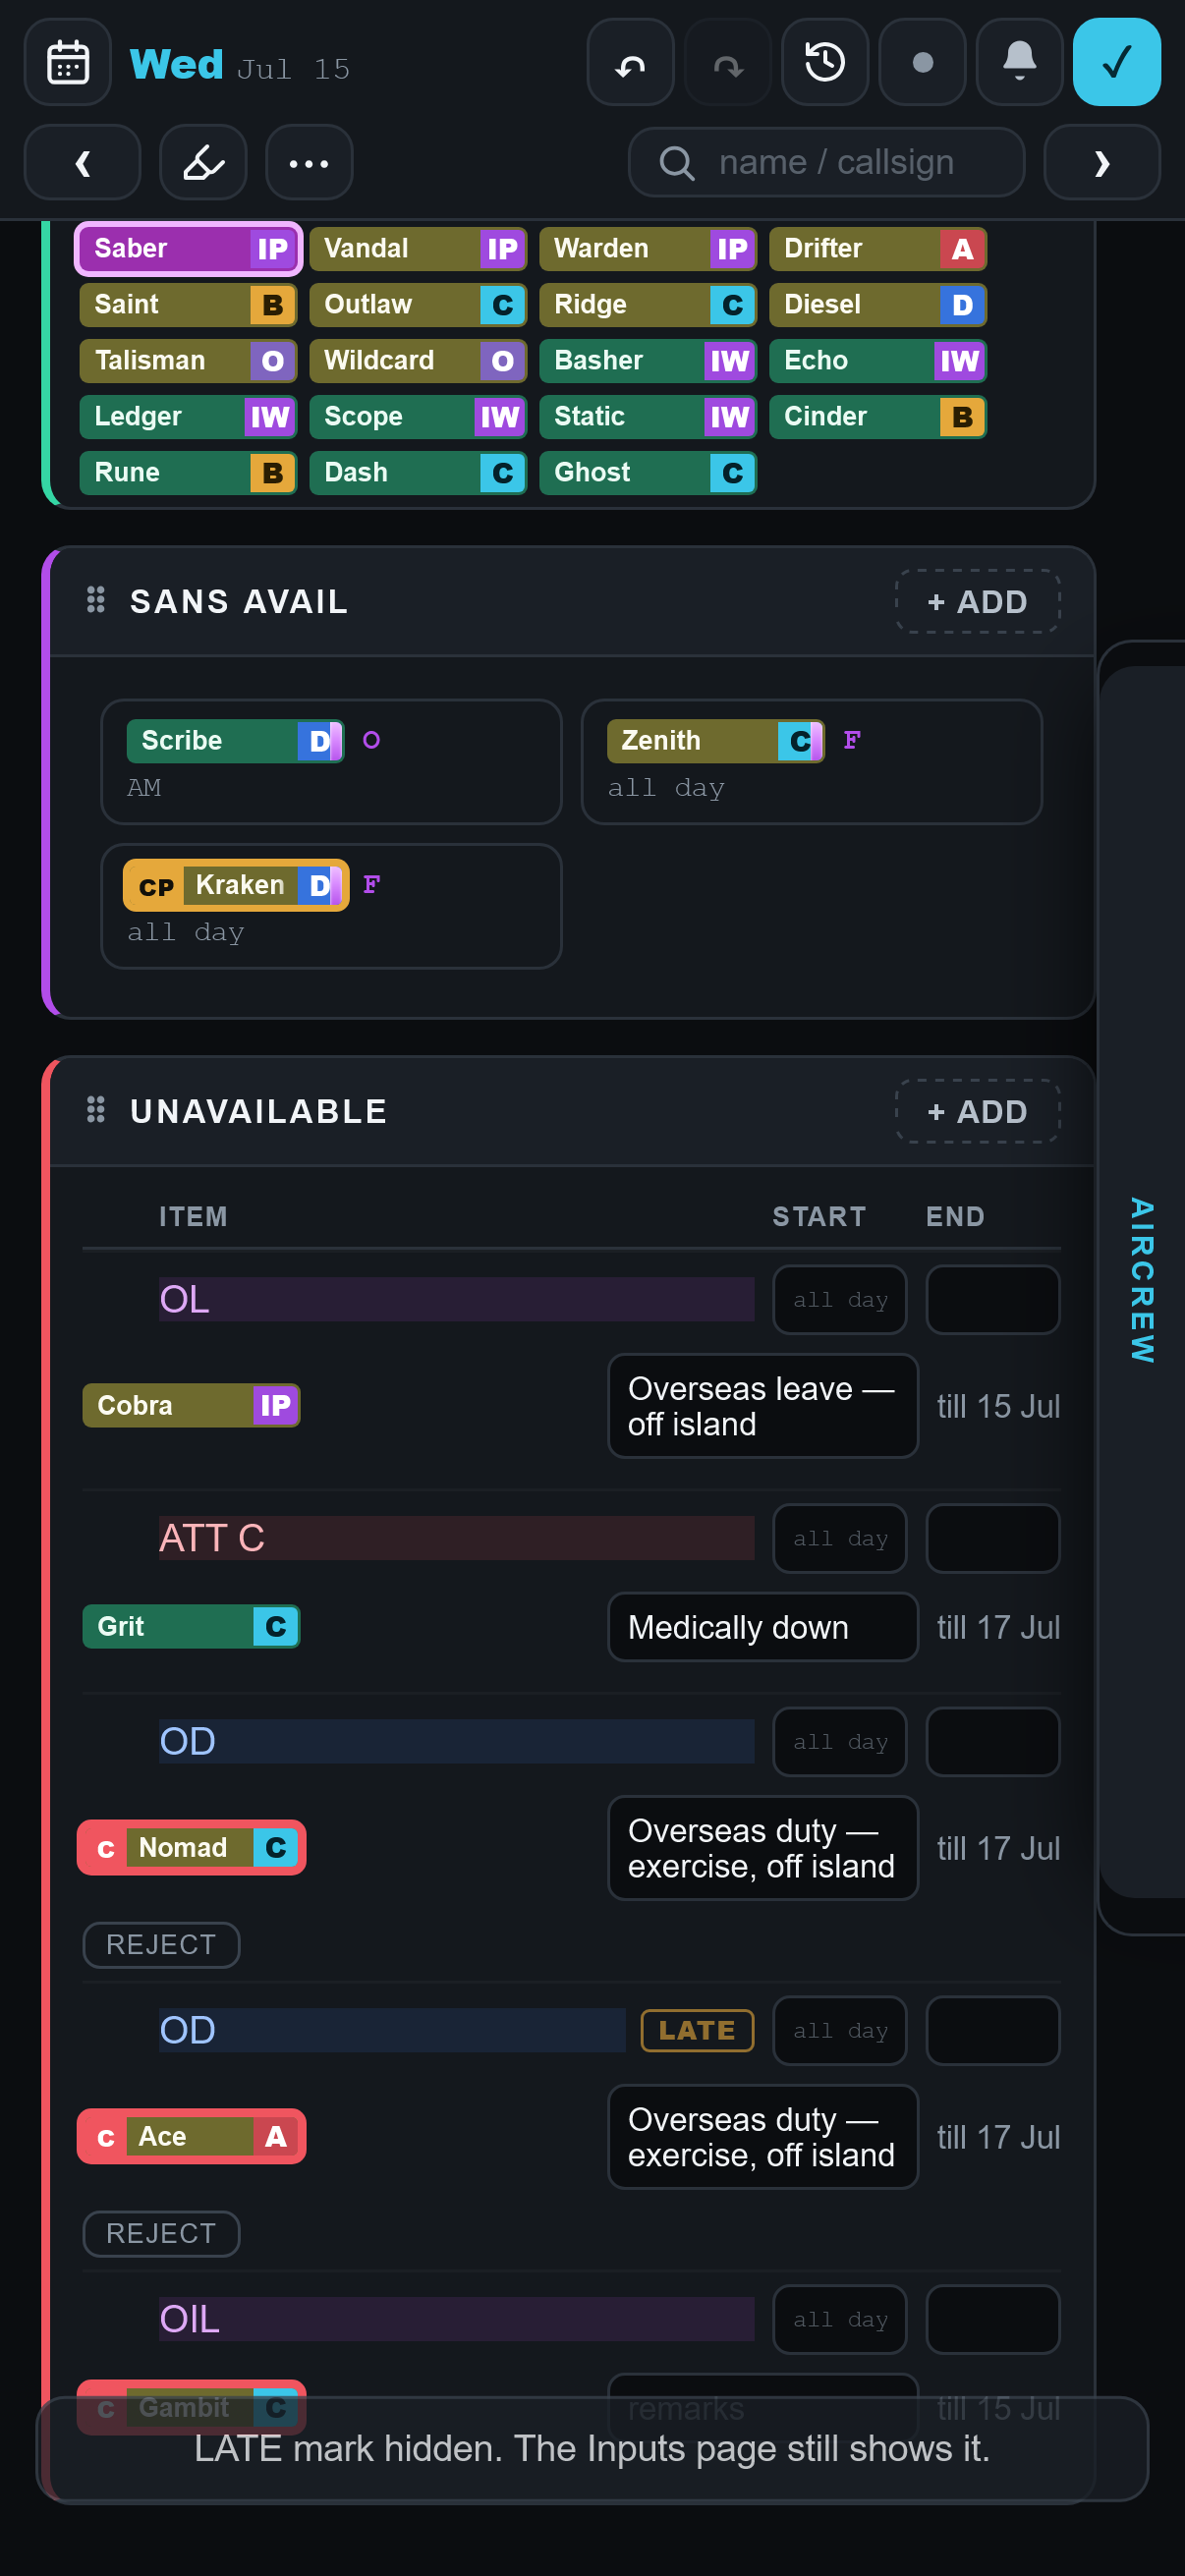 Wed Jul 15
name / callsign
Saber IP Vandal IP Warden IP Drifter A
Saint B Outlaw C Ridge C Diesel D
Talisman O Wildcard O Basher IW Echo IW
Ledger IW Scope IW Static IW Cinder B
Rune B Dash C Ghost C
SANS AVAIL + ADD
Scribe D O Zenith C F
AM all day
CP Kraken D F
all day
UNAVAILABLE + ADD
AIRCREW
ITEM START END
OL all day
Cobra IP Overseas leave — till 15 Jul
off island
ATT C all day
Grit C Medically down till 17 Jul
OD all day
C Nomad C Overseas duty — till 17 Jul
exercise, off island
REJECT
OD LATE all day
C Ace A Overseas duty — till 17 Jul
exercise, off island
REJECT
OIL all day
C Gambit C remarks till 15 Jul
LATE mark hidden. The Inputs page still shows it.